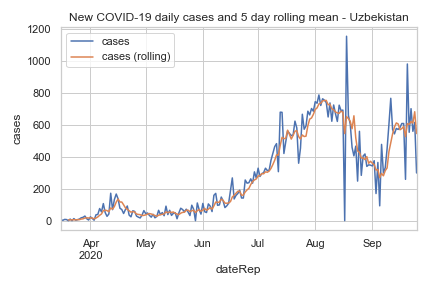 New COVID-19 daily cases and 5 day rolling mean - Uzbekistan
cases
cases (rolling)
1200
1000
800
600
400
200
0
cases
Apr
2020
May
Jun
Jul
Aug
Sep
dateRep